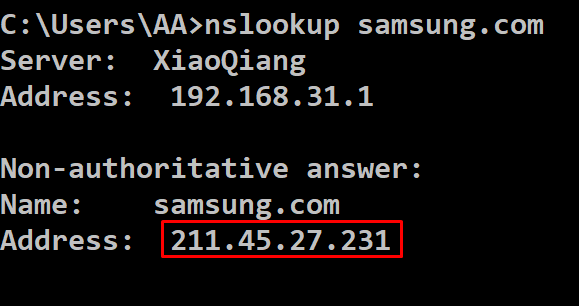 C:\Users\AA>nslookup samsung.com
Server:  XiaoQiang
Address:  192.168.31.1
Non-authoritative answer:
Name:    samsung.com
Address:  211.45.27.231